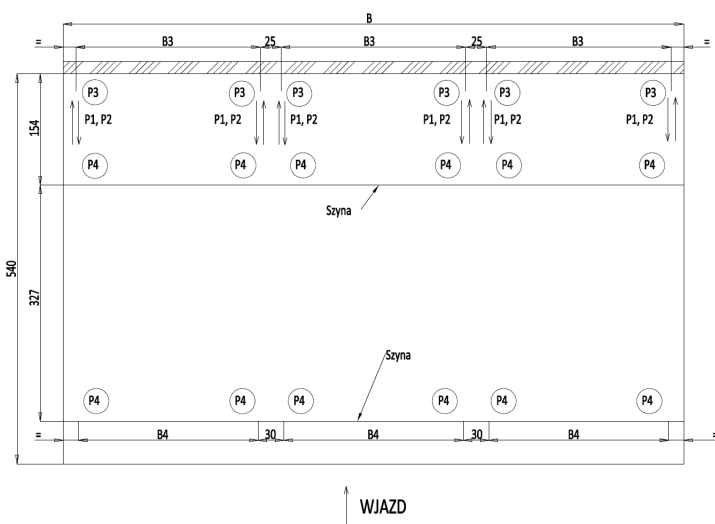 B
= B3 25 B3 25 B3 =
P3 P3 P3 P3 P3 P3
P1, P2 P1, P2 P1, P2 P1, P2 P1, P2 P1, P2
154
P4 P4 P4 P4 P4 P4
Szyna
540
327
Szyna
P4 P4 P4 P4 P4 P4
= B4 30 B4 30 B4 =
WJAZD